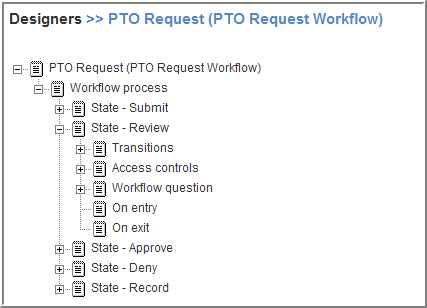 Designers >> PTO Request (PTO Request Workflow)
PTO Request (PTO Request Workflow)
Workflow process
State - Submit
State - Review
Transitions
Access controls
Workflow question
On entry
On exit
State - Approve
State - Deny
State - Record